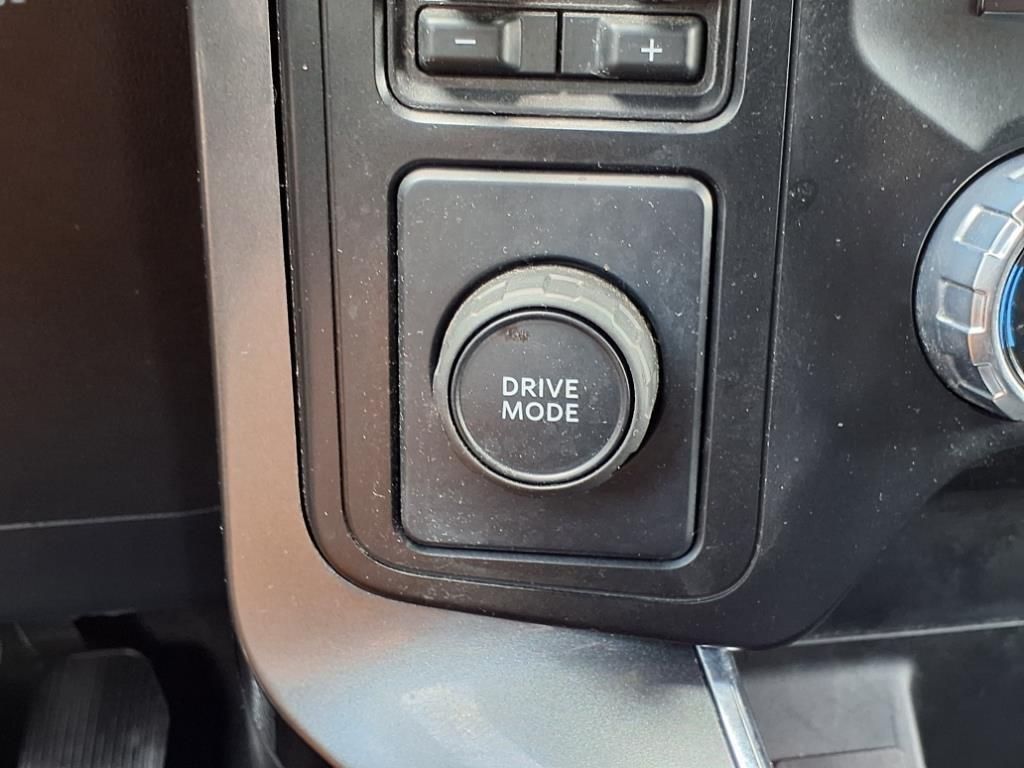 - +
DRIVE
MODE